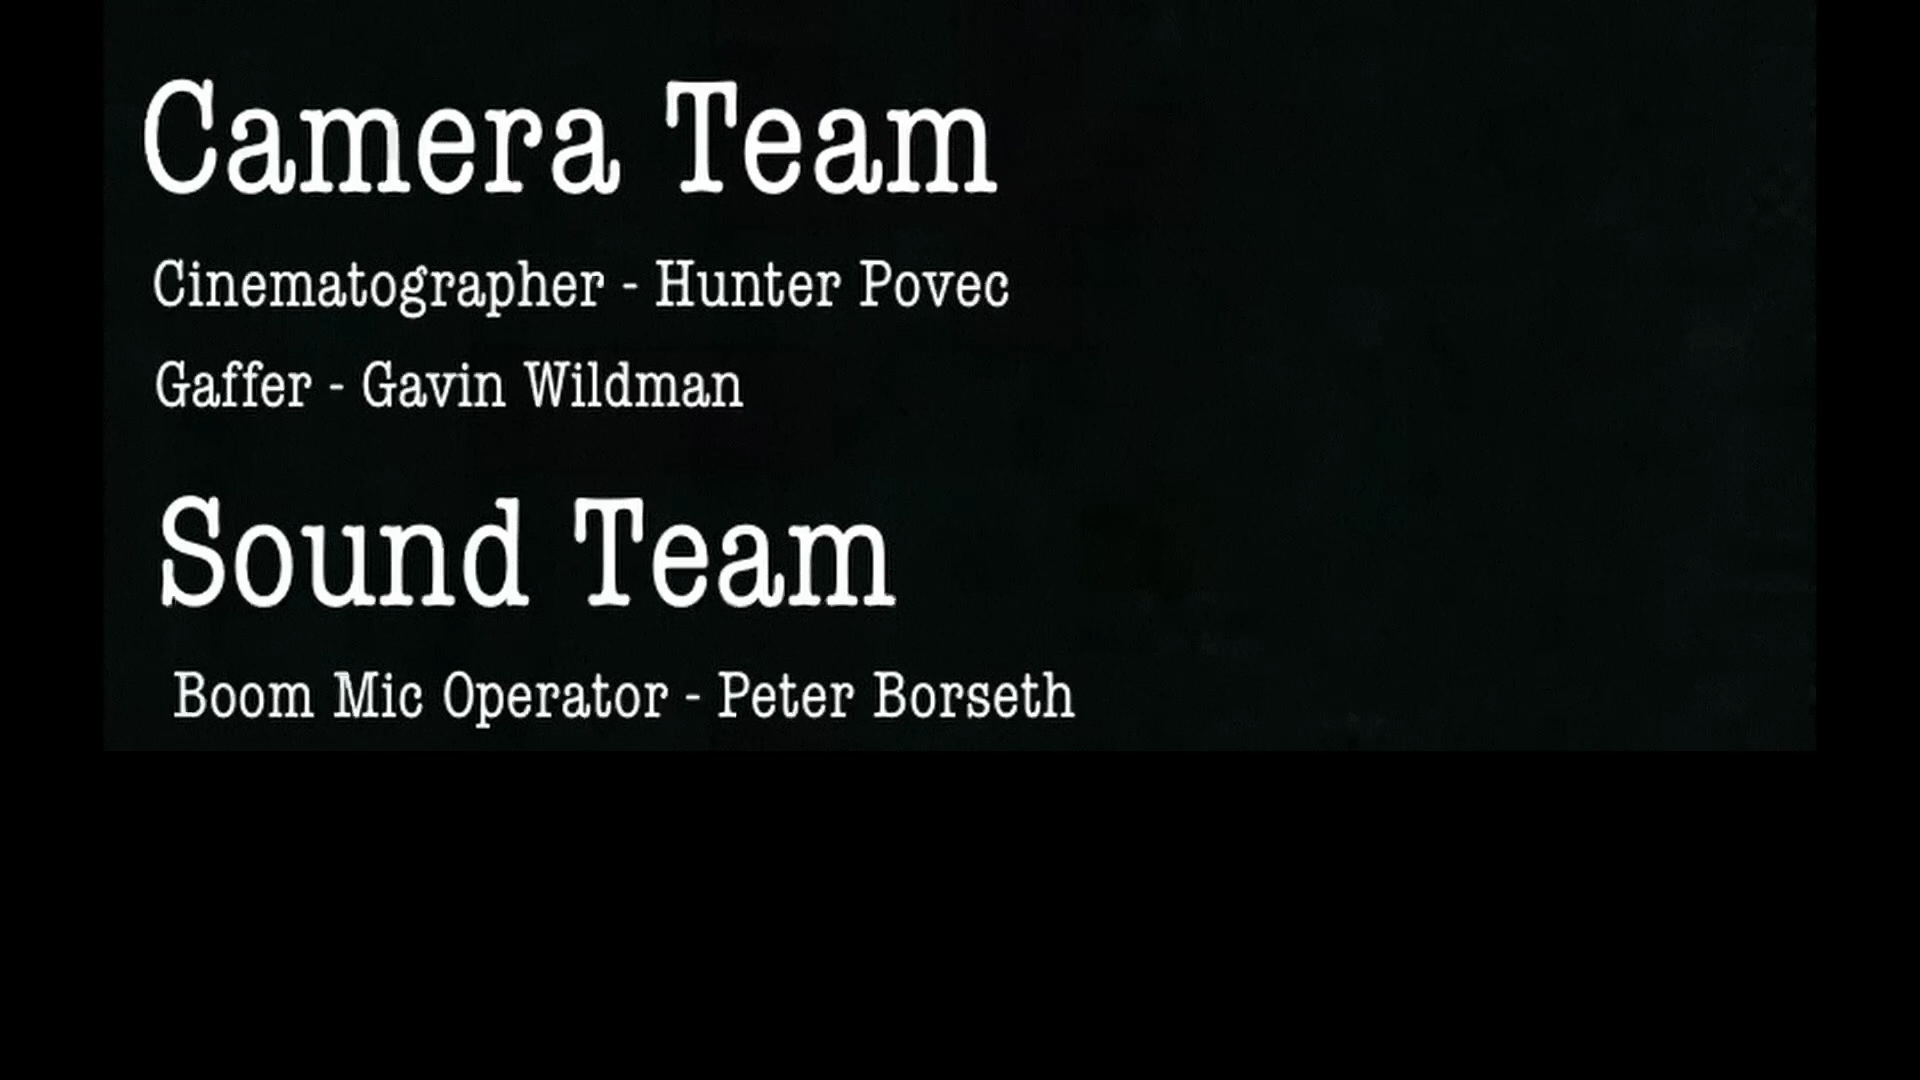 Camera Team
Cinematographer - Hunter Povec
Gaffer - Gavin Wildman
Sound Team
Boom Mic Operator - Peter Borseth